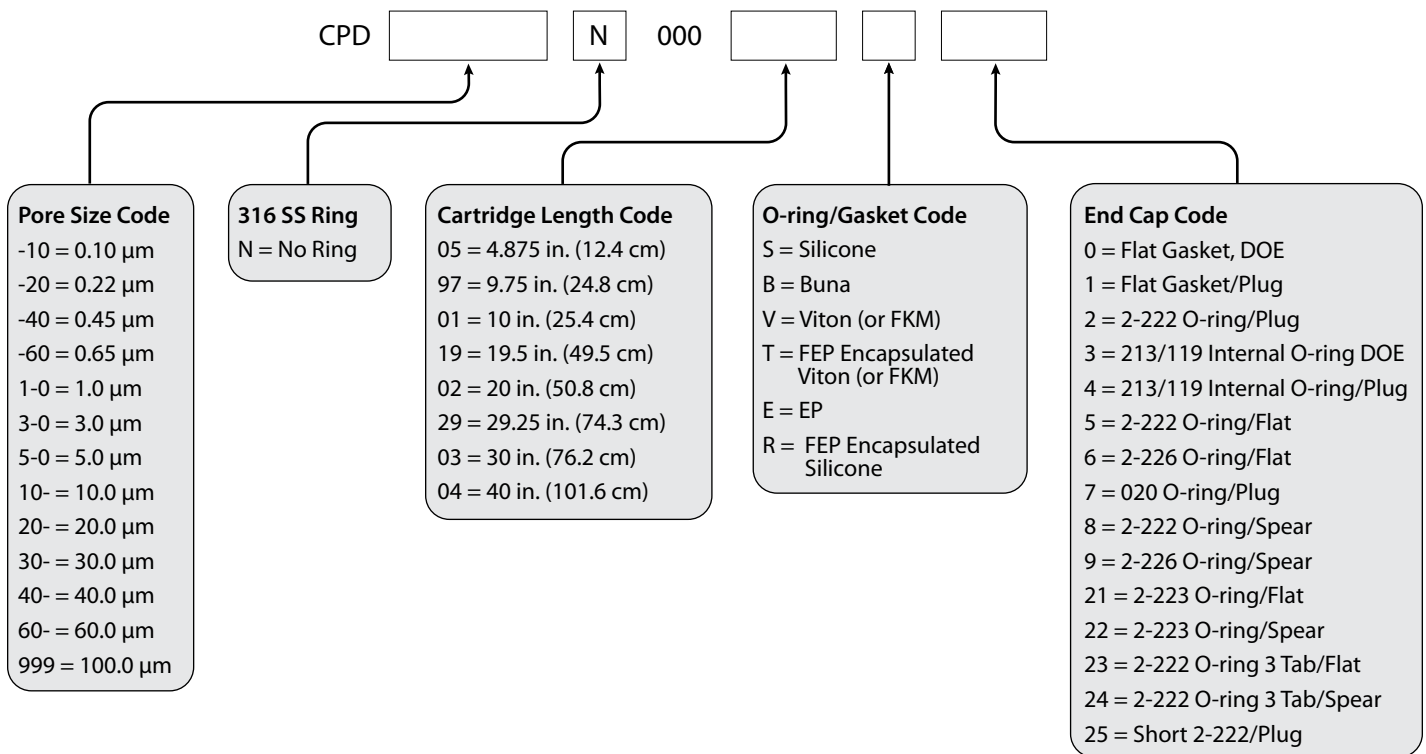 CPD N 000
Pore Size Code
-10 = 0.10 µm
-20 = 0.22 µm
-40 = 0.45 µm
-60 = 0.65 µm
1-0 = 1.0 µm
3-0 = 3.0 µm
5-0 = 5.0 µm
10- = 10.0 µm
20- = 20.0 µm
30- = 30.0 µm
40- = 40.0 µm
60- = 60.0 µm
999 = 100.0 µm
316 SS Ring
N = No Ring
Cartridge Length Code
05 = 4.875 in. (12.4 cm)
97 = 9.75 in. (24.8 cm)
01 = 10 in. (25.4 cm)
19 = 19.5 in. (49.5 cm)
02 = 20 in. (50.8 cm)
29 = 29.25 in. (74.3 cm)
03 = 30 in. (76.2 cm)
04 = 40 in. (101.6 cm)
O-ring/Gasket Code
S = Silicone
B = Buna
V = Viton (or FKM)
T = FEP Encapsulated
Viton (or FKM)
E = EP
R = FEP Encapsulated
Silicone
End Cap Code
0 = Flat Gasket, DOE
1 = Flat Gasket/Plug
2 = 2-222 O-ring/Plug
3 = 213/119 Internal O-ring DOE
4 = 213/119 Internal O-ring/Plug
5 = 2-222 O-ring/Flat
6 = 2-226 O-ring/Flat
7 = 020 O-ring/Plug
8 = 2-222 O-ring/Spear
9 = 2-226 O-ring/Spear
21 = 2-223 O-ring/Flat
22 = 2-223 O-ring/Spear
23 = 2-222 O-ring 3 Tab/Flat
24 = 2-222 O-ring 3 Tab/Spear
25 = Short 2-222/Plug